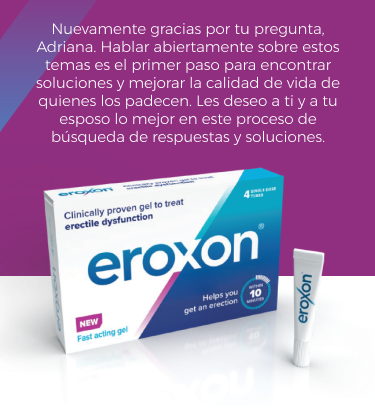 Nuevamente gracias por tu pregunta,
Adriana. Hablar abiertamente sobre estos
temas es el primer paso para encontrar
soluciones y mejorar la calidad de vida de
quienes los padecen. Les deseo a ti y a tu
esposo lo mejor en este proceso de
búsqueda de respuestas y soluciones.
eroxon
4 SINGLE-DOSE
TUBES
Clinically proven gel to treat
erectile dysfunction
eroxon®
Helps you
get an erection
WITHIN
10
MINUTES
NEW
Fast acting gel
eroxon